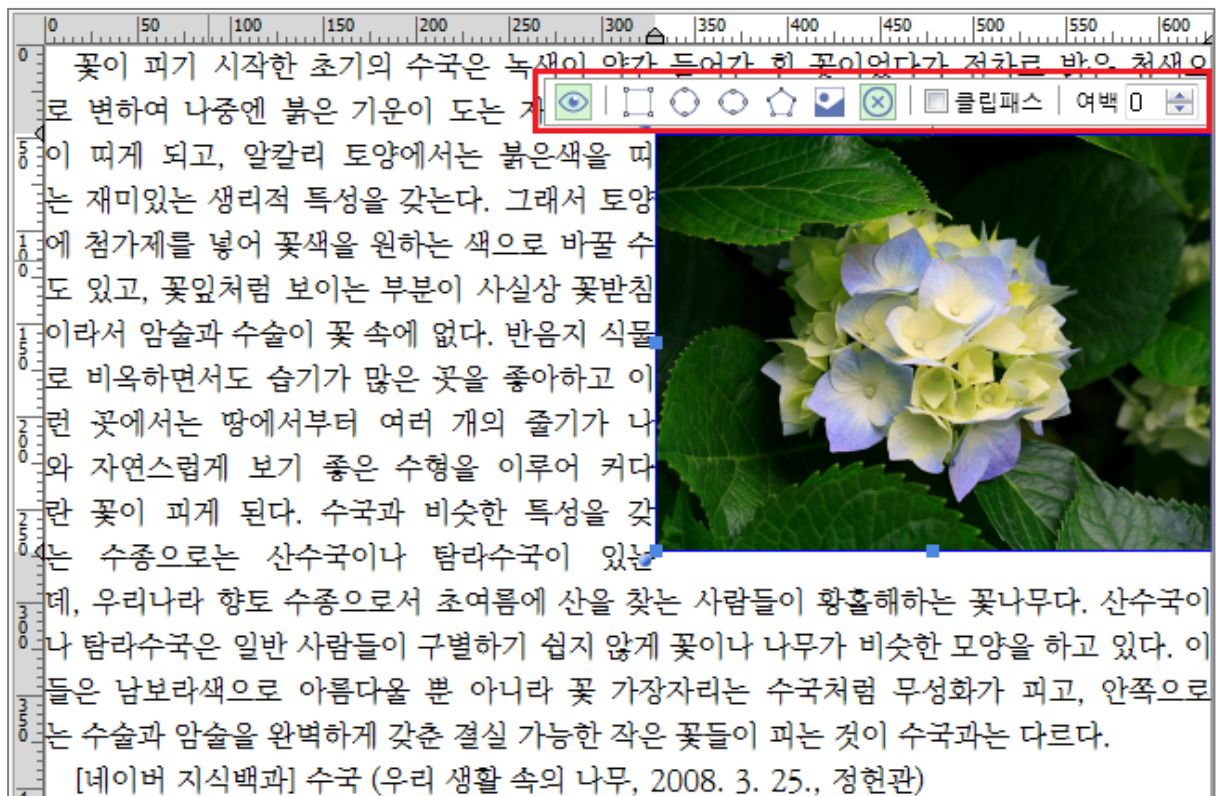 0 50 100 150 200 250 300 350 400 450 500 550 600
꽃이 피기 시작한 초기의 수국은 녹색이 약간 들어간 흰 꽃이었다가 점차로 밝은 청색으
클립패스 여백 0
로 변하여 나중엔 붉은 기운이 도는
이 띠게 되고, 알칼리 토양에서는 붉은색을 띠
는 재미있는 생리적 특성을 갖는다. 그래서 토양
에 첨가제를 넣어 꽃색을 원하는 색으로 바꿀 수
도 있고, 꽃잎처럼 보이는 부분이 사실상 꽃받침
이라서 암술과 수술이 꽃 속에 없다. 반음지 식물
로 비옥하면서도 습기가 많은 곳을 좋아하고 이
런 곳에서는 땅에서부터 여러 개의 줄기가 나
와 자연스럽게 보기 좋은 수형을 이루어 커다
란 꽃이 피게 된다. 수국과 비슷한 특성을 갖
는 수종으로는 산수국이나 탐라수국이 있는
데, 우리나라 향토 수종으로서 초여름에 산을 찾는 사람들이 황홀해하는 꽃나무다. 산수국이
나 탐라수국은 일반 사람들이 구별하기 쉽지 않게 꽃이나 나무가 비슷한 모양을 하고 있다. 이
들은 남보라색으로 아름다울 뿐 아니라 꽃 가장자리는 수국처럼 무성화가 피고, 안쪽으로
는 수술과 암술을 완벽하게 갖춘 결실 가능한 작은 꽃들이 피는 것이 수국과는 다르다.
[네이버 지식백과] 수국 (우리 생활 속의 나무, 2008. 3. 25., 정헌관)